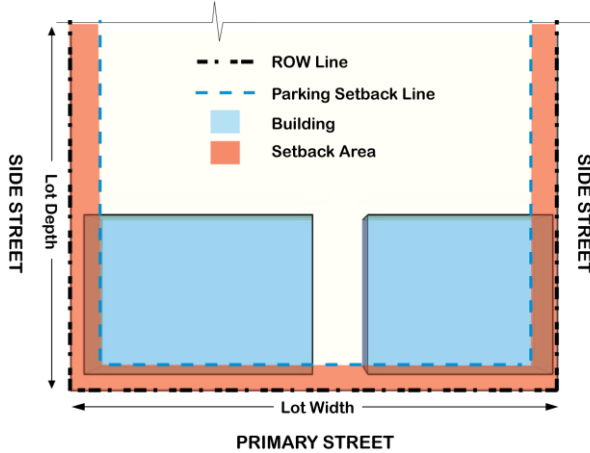 ROW Line
Parking Setback Line
Building
Setback Area
SIDE STREET
Lot Depth
SIDE STREET
Lot Width
PRIMARY STREET